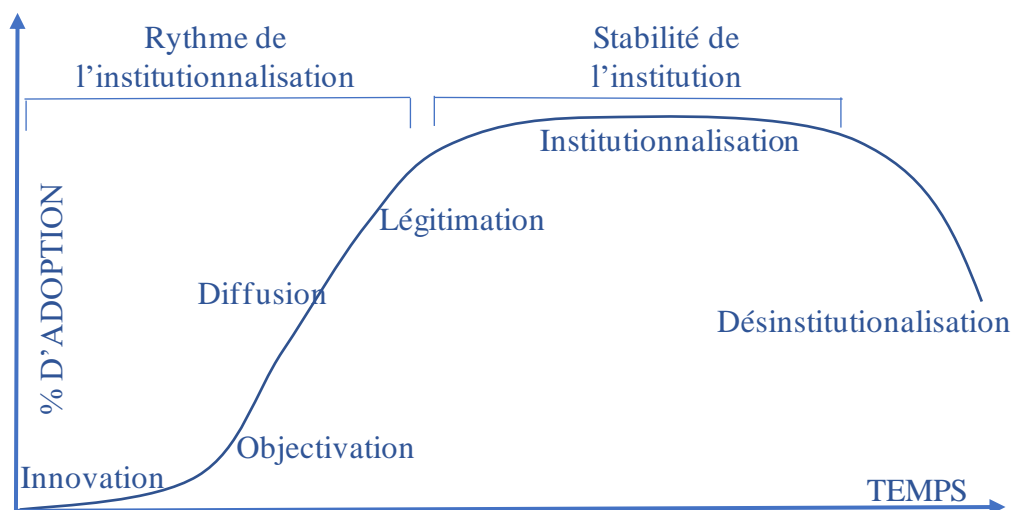 Rythme de
l’institutionnalisation
Stabilité de
l’institution
Institutionnalisation
Légitimation
% D’ADOPTION
Diffusion
Désinstitutionalisation
Objectivation
Innovation
TEMPS